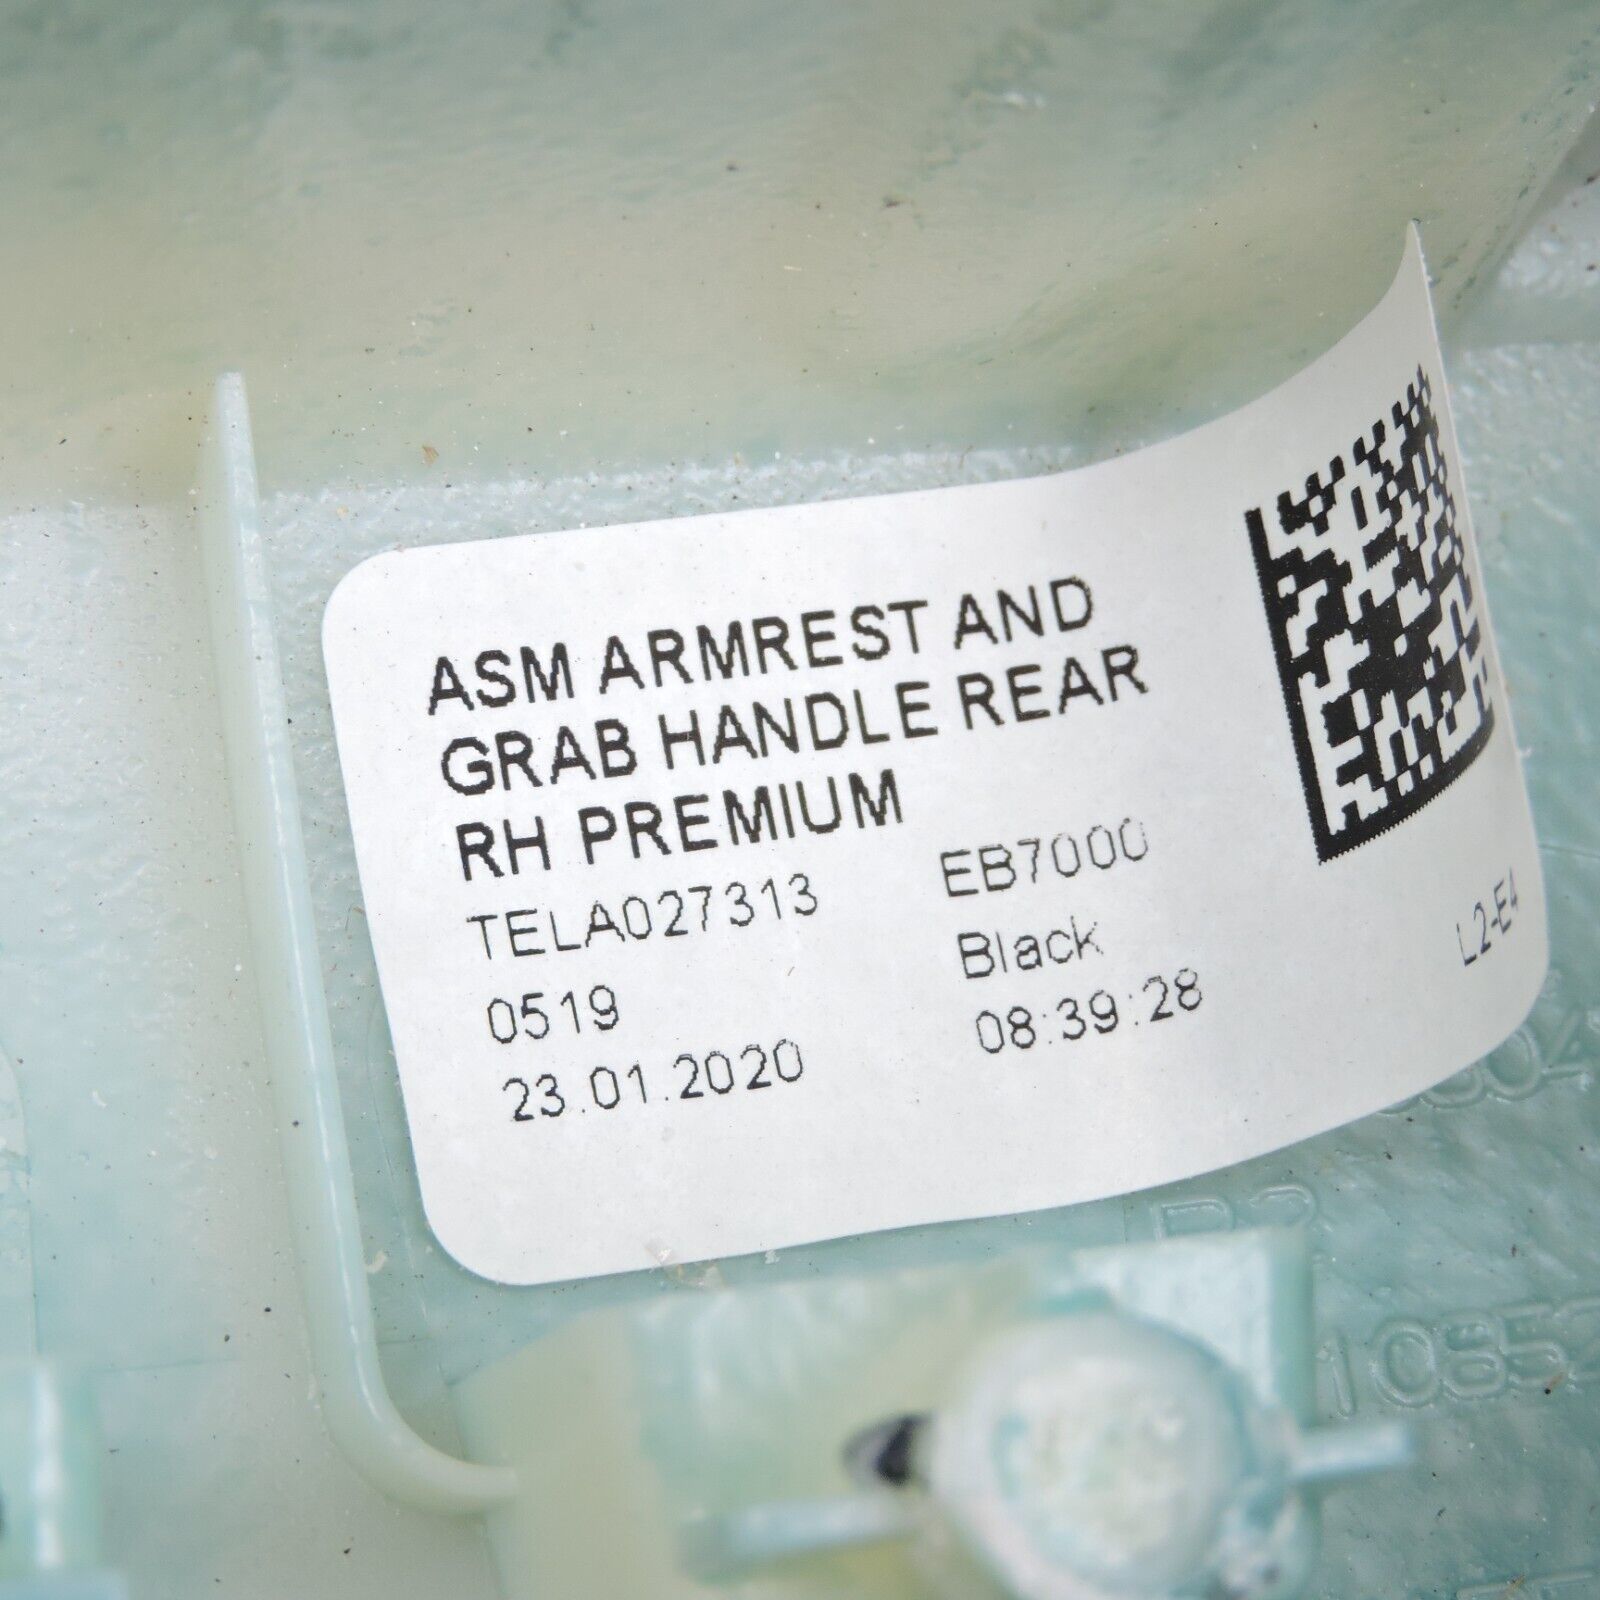 ASM ARMREST AND
GRAB HANDLE REAR
RH PREMIUM
TELA027313 EB7000
0519 Black
23.01.2020 08:39:28
L2-E4
10852